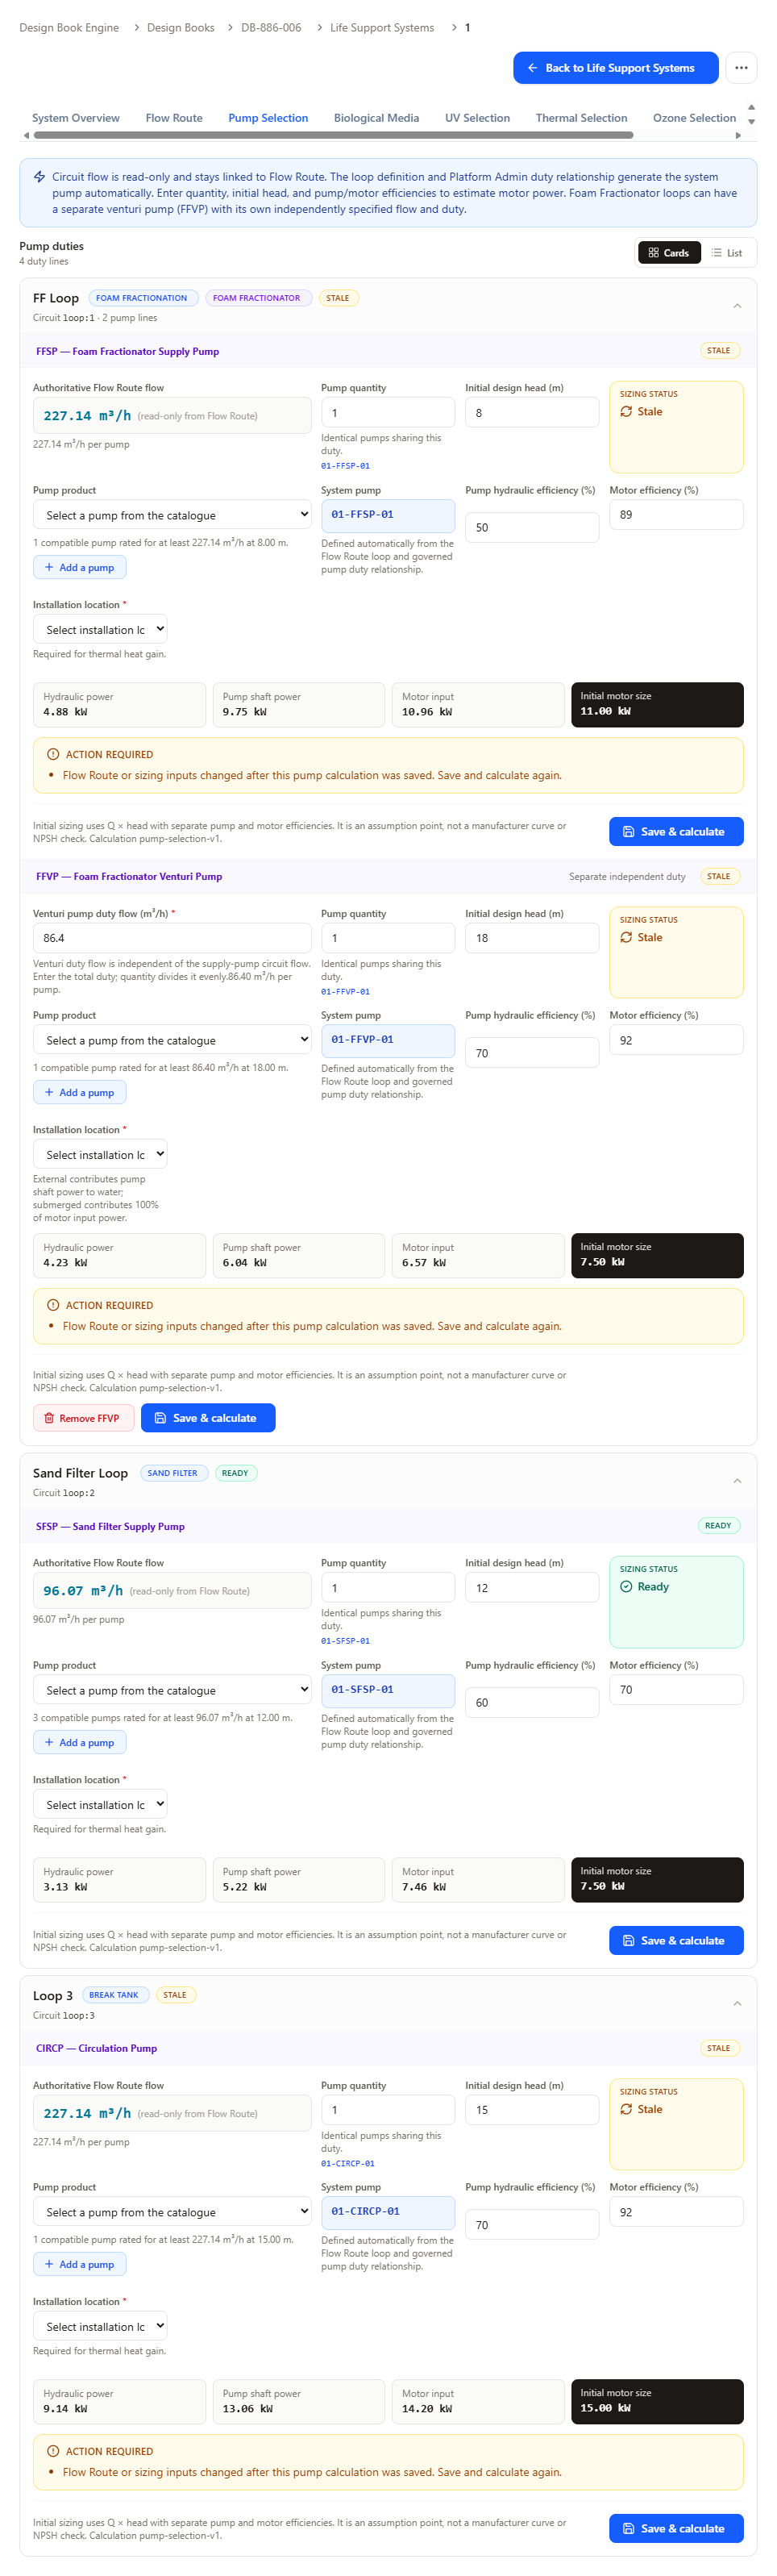 Design Book Engine > Design Books > DB-886-006 > Life Support Systems > 1
Back to Life Support Systems
System Overview Flow Route Pump Selection Biological Media UV Selection Thermal Selection Ozone Selection
Circuit flow is read-only and stays linked to Flow Route. The loop definition and Platform Admin duty relationship generate the system
pump automatically. Enter quantity, initial head, and pump/motor efficiencies to estimate motor power. Foam Fractionator loops can have
a separate venturi pump (FFVP) with its own independently specified flow and duty.
Pump duties
4 duty lines
Cards List
FF Loop FOAM FRACTIONATION FOAM FRACTIONATOR STALE
Circuit loop:1 · 2 pump lines
FFSP — Foam Fractionator Supply Pump STALE
Authoritative Flow Route flow
227.14 m³/h (read-only from Flow Route)
227.14 m³/h per pump
Pump quantity
1
Identical pumps sharing this
duty.
01-FFSP-01
Initial design head (m)
8
SIZING STATUS
Stale
Pump product
Select a pump from the catalogue
1 compatible pump rated for at least 227.14 m³/h at 8.00 m.
+ Add a pump
System pump
01-FFSP-01
Defined automatically from the
Flow Route loop and governed
pump duty relationship.
Pump hydraulic efficiency (%)
50
Motor efficiency (%)
89
Installation location *
Select installation lc
Required for thermal heat gain.
Hydraulic power
4.88 kW
Pump shaft power
9.75 kW
Motor input
10.96 kW
Initial motor size
11.00 kW
ACTION REQUIRED
• Flow Route or sizing inputs changed after this pump calculation was saved. Save and calculate again.
Initial sizing uses Q × head with separate pump and motor efficiencies. It is an assumption point, not a manufacturer curve or
NPSH check. Calculation pump-selection-v1.
Save & calculate
FFVP — Foam Fractionator Venturi Pump Separate independent duty STALE
Venturi pump duty flow (m³/h) *
86.4
Venturi duty flow is independent of the supply-pump circuit flow.
Enter the total duty; quantity divides it evenly.86.40 m³/h per
pump.
Pump quantity
1
Identical pumps sharing this
duty.
01-FFVP-01
Initial design head (m)
18
SIZING STATUS
Stale
Pump product
Select a pump from the catalogue
1 compatible pump rated for at least 86.40 m³/h at 18.00 m.
+ Add a pump
System pump
01-FFVP-01
Defined automatically from the
Flow Route loop and governed
pump duty relationship.
Pump hydraulic efficiency (%)
70
Motor efficiency (%)
92
Installation location *
Select installation lc
External contributes pump
shaft power to water;
submerged contributes 100%
of motor input power.
Hydraulic power
4.23 kW
Pump shaft power
6.04 kW
Motor input
6.57 kW
Initial motor size
7.50 kW
ACTION REQUIRED
• Flow Route or sizing inputs changed after this pump calculation was saved. Save and calculate again.
Initial sizing uses Q × head with separate pump and motor efficiencies. It is an assumption point, not a manufacturer curve or
NPSH check. Calculation pump-selection-v1.
Remove FFVP Save & calculate
Sand Filter Loop SAND FILTER READY
Circuit loop:2
SFSP — Sand Filter Supply Pump READY
Authoritative Flow Route flow
96.07 m³/h (read-only from Flow Route)
96.07 m³/h per pump
Pump quantity
1
Identical pumps sharing this
duty.
01-SFSP-01
Initial design head (m)
12
SIZING STATUS
Ready
Pump product
Select a pump from the catalogue
3 compatible pumps rated for at least 96.07 m³/h at 12.00 m.
+ Add a pump
System pump
01-SFSP-01
Defined automatically from the
Flow Route loop and governed
pump duty relationship.
Pump hydraulic efficiency (%)
60
Motor efficiency (%)
70
Installation location *
Select installation lc
Required for thermal heat gain.
Hydraulic power
3.13 kW
Pump shaft power
5.22 kW
Motor input
7.46 kW
Initial motor size
7.50 kW
Initial sizing uses Q × head with separate pump and motor efficiencies. It is an assumption point, not a manufacturer curve or
NPSH check. Calculation pump-selection-v1.
Save & calculate
Loop 3 BREAK TANK STALE
Circuit loop:3
CIRCP — Circulation Pump STALE
Authoritative Flow Route flow
227.14 m³/h (read-only from Flow Route)
227.14 m³/h per pump
Pump quantity
1
Identical pumps sharing this
duty.
01-CIRCP-01
Initial design head (m)
15
SIZING STATUS
Stale
Pump product
Select a pump from the catalogue
1 compatible pump rated for at least 227.14 m³/h at 15.00 m.
+ Add a pump
System pump
01-CIRCP-01
Defined automatically from the
Flow Route loop and governed
pump duty relationship.
Pump hydraulic efficiency (%)
70
Motor efficiency (%)
92
Installation location *
Select installation lc
Required for thermal heat gain.
Hydraulic power
9.14 kW
Pump shaft power
13.06 kW
Motor input
14.20 kW
Initial motor size
15.00 kW
ACTION REQUIRED
• Flow Route or sizing inputs changed after this pump calculation was saved. Save and calculate again.
Initial sizing uses Q × head with separate pump and motor efficiencies. It is an assumption point, not a manufacturer curve or
NPSH check. Calculation pump-selection-v1.
Save & calculate